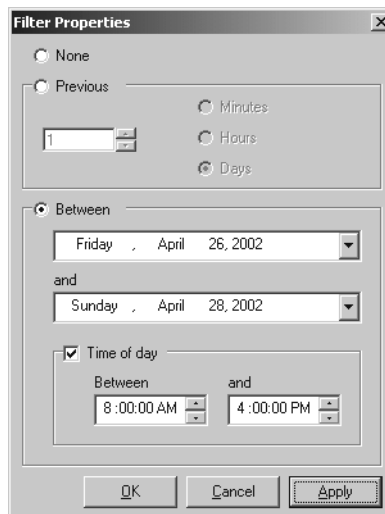 Filter Properties
None
Previous
Minutes
1
Hours
Days
Between
Friday , April 26, 2002
and
Sunday , April 28, 2002
Time of day
Between and
8 :00:00 AM 4 :00:00 PM
OK Cancel Apply